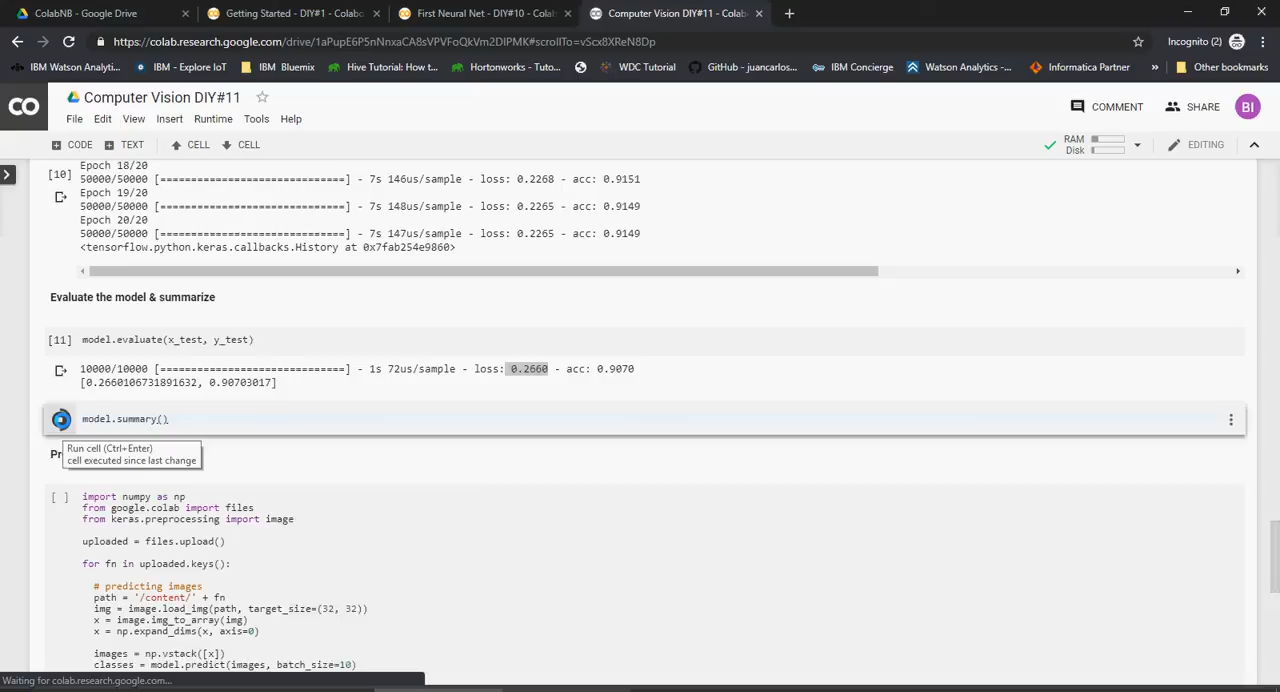 ColabNB - Google Drive
Getting Started - DIY#1 - Colabo
First Neural Net - DIY#10 - Colab
Computer Vision DIY#11 - Colab
https://colab.research.google.com/drive/1aPupE6P5nNnxaCA8sVPVFoQkVm2DIPMK#scrollTo=vScx8XReN8Dp
Incognito (2)
IBM Watson Analyti...
IBM - Explore IoT
IBM Bluemix
Hive Tutorial: How t...
Hortonworks - Tuto...
WDC Tutorial
GitHub - juancarlos...
IBM Concierge
Watson Analytics -...
Informatica Partner
»
Other bookmarks
CO
Computer Vision DIY#11
COMMENT
SHARE
BI
File Edit View Insert Runtime Tools Help
CODE TEXT CELL CELL
RAM
Disk
EDITING
Epoch 18/20
[10]
50000/50000 [==============================] - 7s 146us/sample - loss: 0.2268 - acc: 0.9151
Epoch 19/20
50000/50000 [==============================] - 7s 148us/sample - loss: 0.2265 - acc: 0.9149
Epoch 20/20
50000/50000 [==============================] - 7s 147us/sample - loss: 0.2265 - acc: 0.9149
<tensorflow.python.keras.callbacks.History at 0x7fab254e9860>
Evaluate the model & summarize
[11] model.evaluate(x_test, y_test)
10000/10000 [==============================] - 1s 72us/sample - loss: 0.2660 - acc: 0.9070
[0.2660106731891632, 0.90703017]
model.summary()
Run cell (Ctrl+Enter)
cell executed since last change
Pr
[ ] import numpy as np
from google.colab import files
from keras.preprocessing import image
uploaded = files.upload()
for fn in uploaded.keys():
# predicting images
path = '/content/' + fn
img = image.load_img(path, target_size=(32, 32))
x = image.img_to_array(img)
x = np.expand_dims(x, axis=0)
images = np.vstack([x])
classes = model.predict(images, batch_size=10)
Waiting for colab.research.google.com...